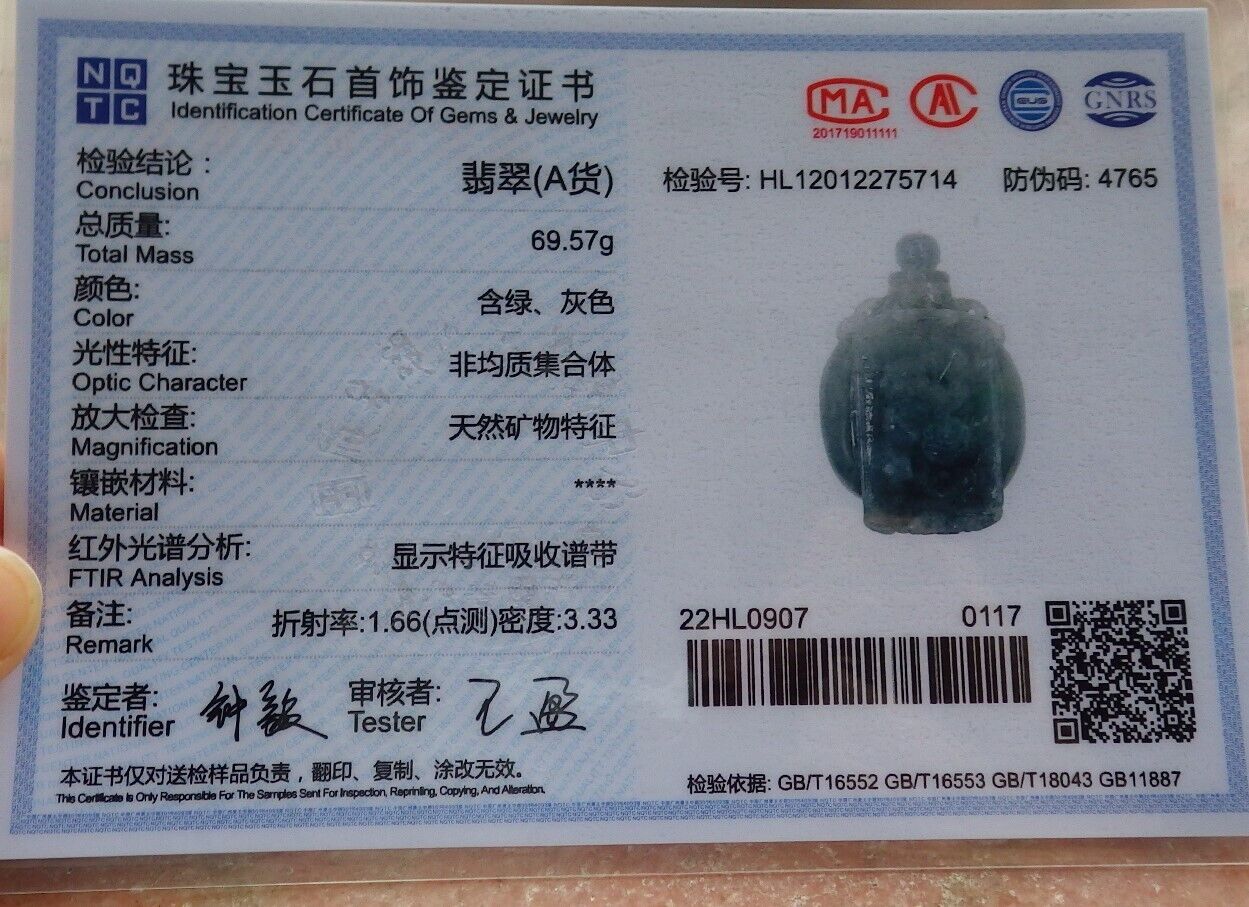 NQTC
珠宝玉石首饰鉴定证书
Identification Certificate Of Gems & Jewelry
MA
201719011111
GNRS
检验结论:
Conclusion
翡翠(A货)
检验号: HL12012275714
防伪码: 4765
总质量:
Total Mass
69.57g
颜色:
Color
含绿、灰色
光性特征:
Optic Character
非均质集合体
放大检查:
Magnification
天然矿物特征
镶嵌材料:
Material
****
红外光谱分析:
FTIR Analysis
显示特征吸收谱带
备注:
Remark
折射率:1.66(点测)密度:3.33
22HL0907 0117
鉴定者:
Identifier
审核者:
Tester
本证书仅对送检样品负责，翻印、复制、涂改无效。
This Certificate Is Only Responsible For The Samples Sent For Inspection, Reprinting, Copying, And Alteration.
检验依据: GB/T16552 GB/T16553 GB/T18043 GB11887